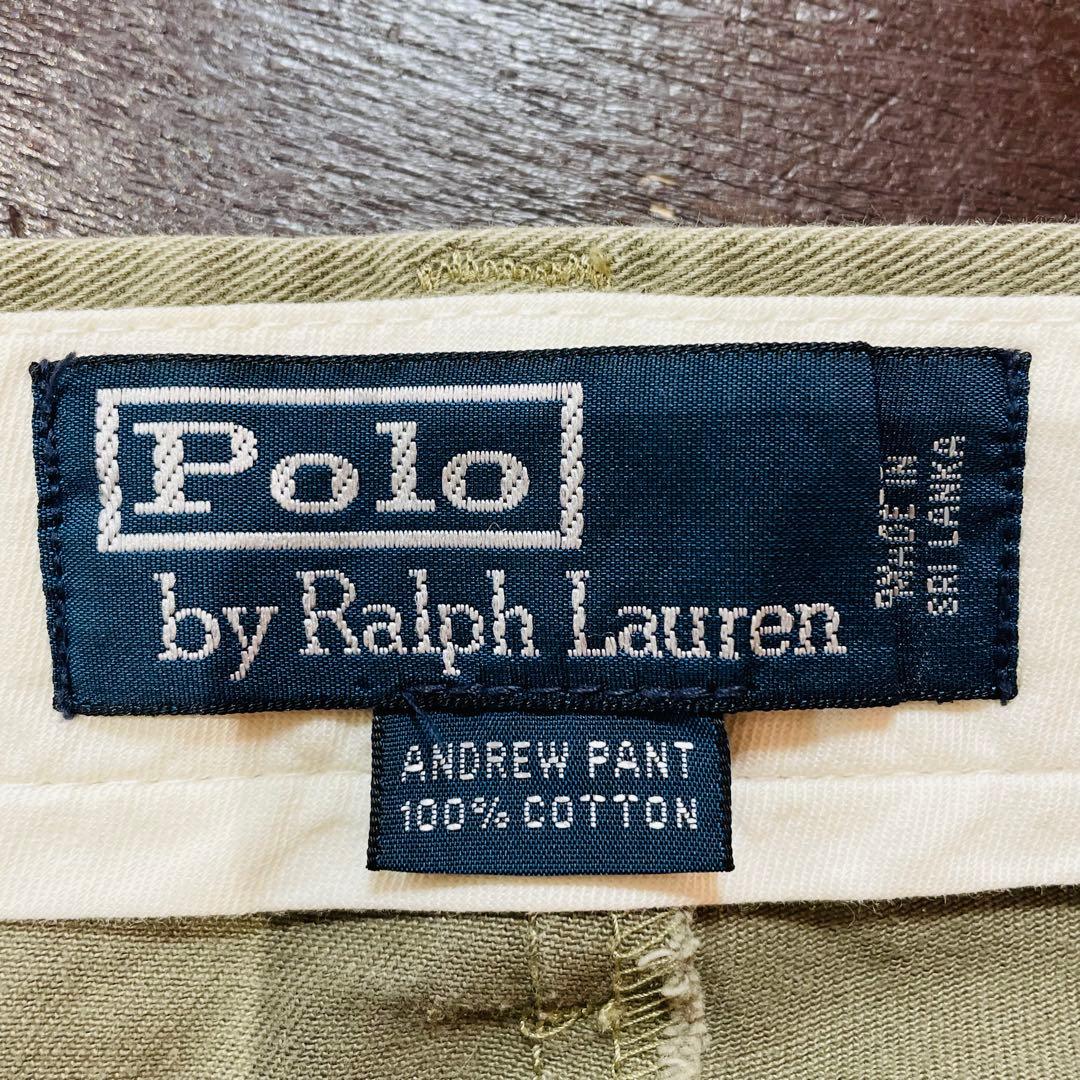 Polo
by Ralph Lauren
MADE IN
SRI LANKA
ANDREW PANT
100% COTTON